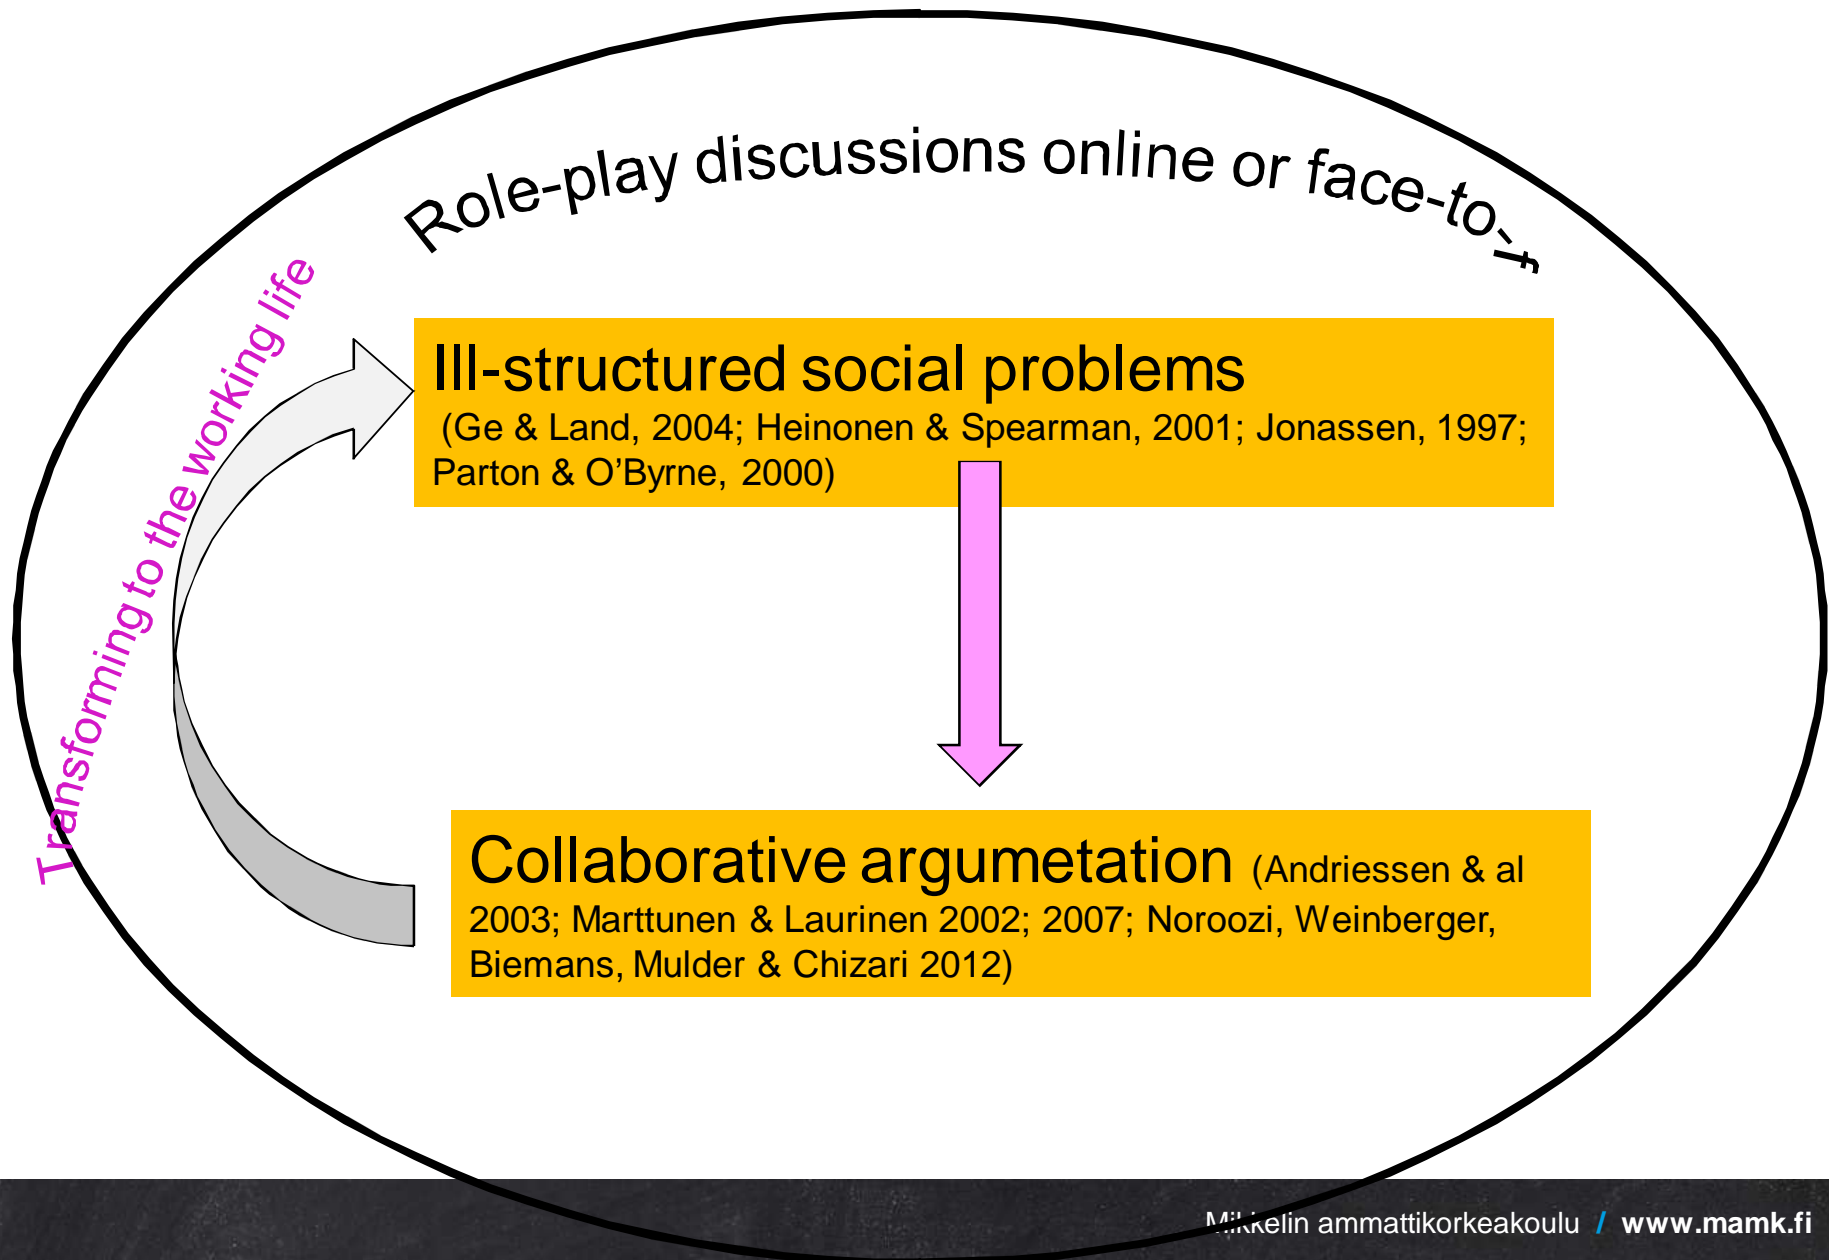 Role-play discussions online or face-to-f
Transforming to the working life
Ill-structured social problems
(Ge & Land, 2004; Heinonen & Spearman, 2001; Jonassen, 1997;
Parton & O’Byrne, 2000)
Collaborative argumetation (Andriessen & al
2003; Marttunen & Laurinen 2002; 2007; Noroozi, Weinberger,
Biemans, Mulder & Chizari 2012)
Mikkelin ammattikorkeakoulu / www.mamk.fi